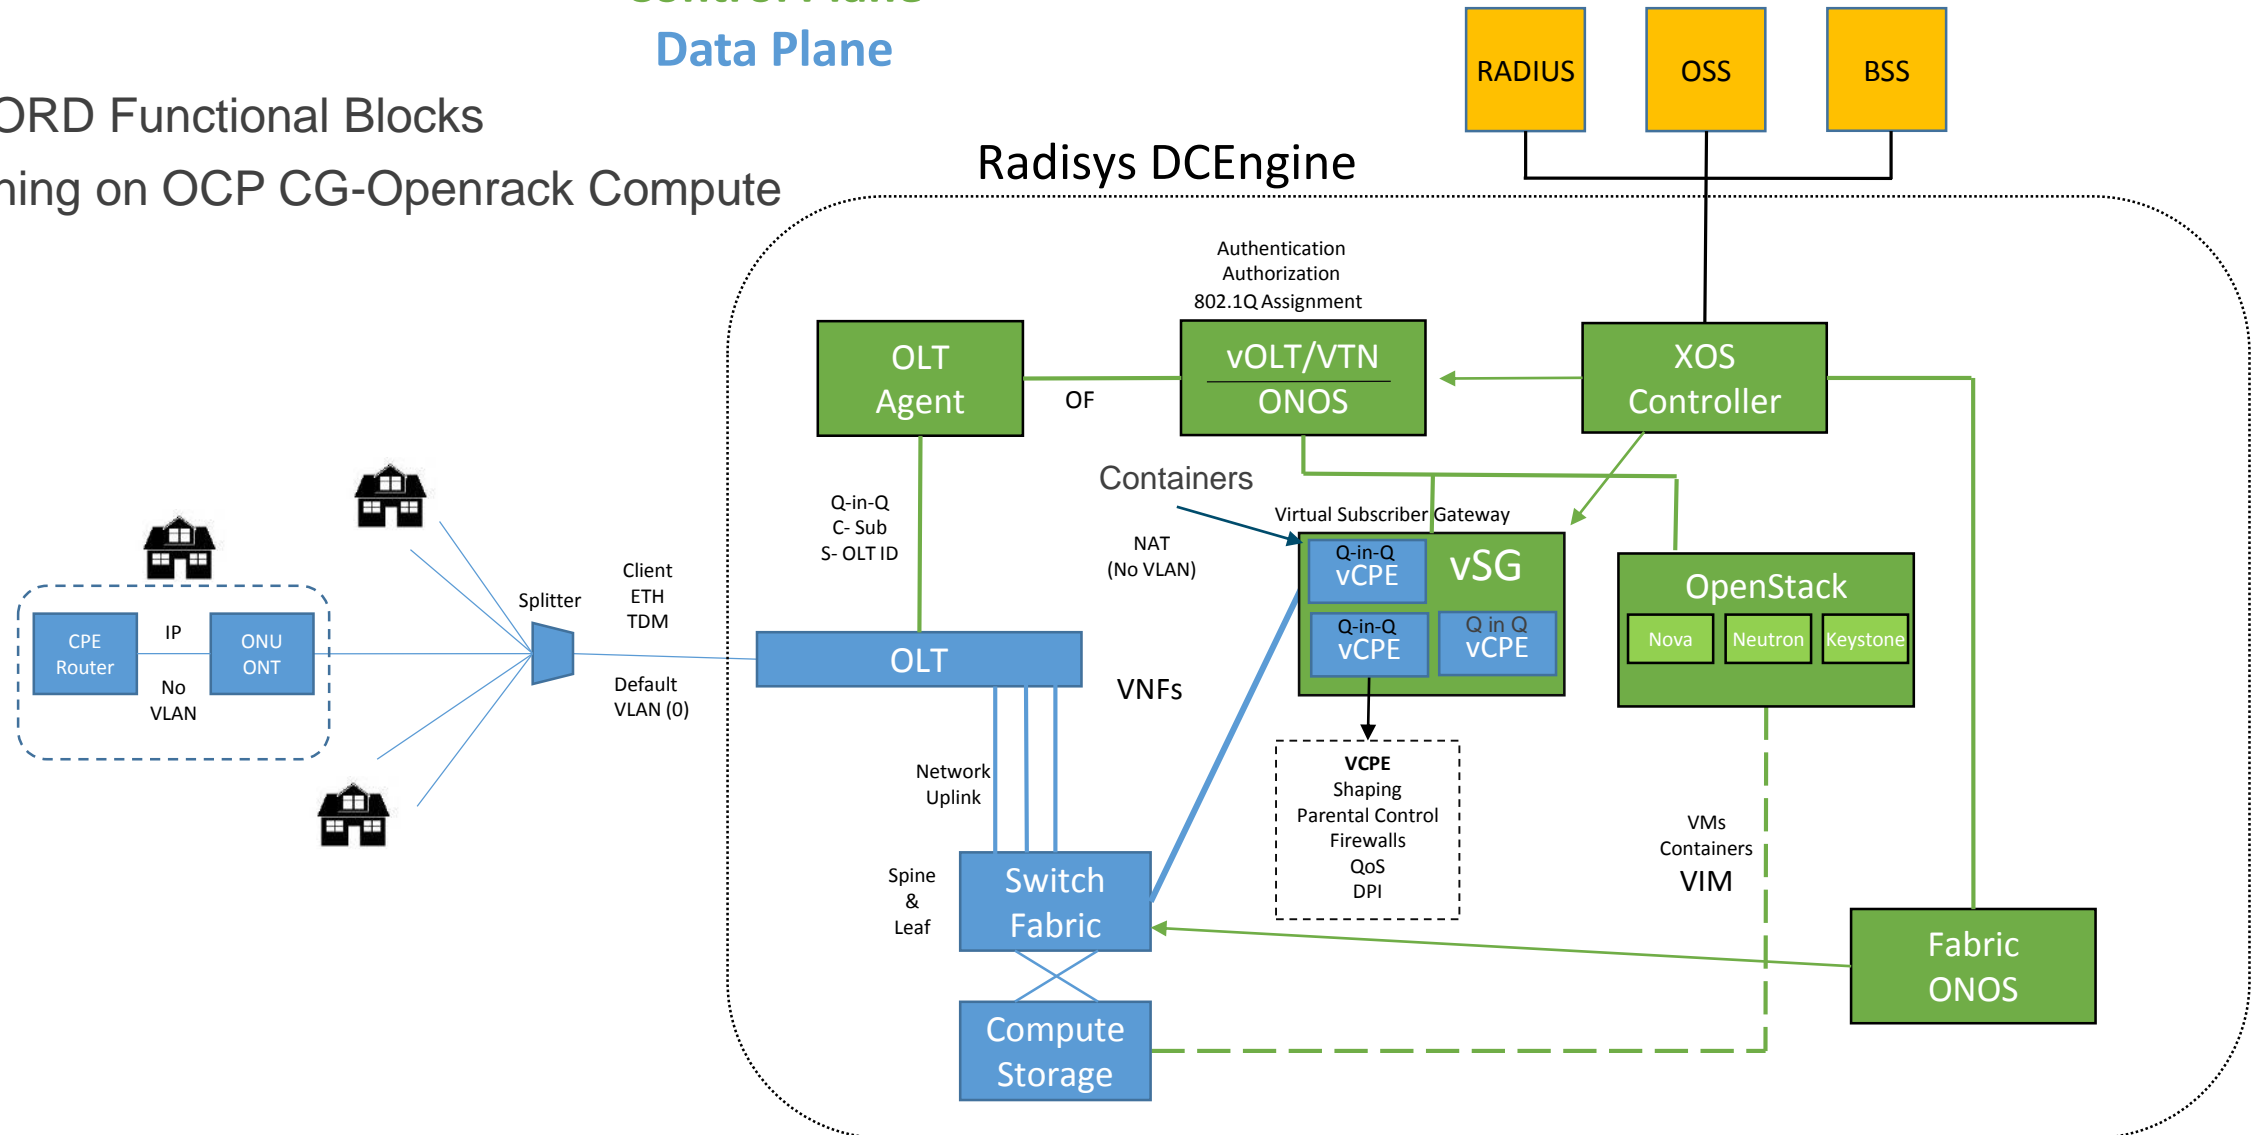 Data Plane
ORD Functional Blocks
ning on OCP CG-Openrack Compute
Radisys DCEngine
RADIUS
OSS
BSS
Authentication
Authorization
802.1Q Assignment
OLT
Agent
OF
vOLT/VTN
ONOS
XOS
Controller
Containers
Q-in-Q
C- Sub
S- OLT ID
Virtual Subscriber Gateway
NAT
(No VLAN)
Q-in-Q
vCPE
vSG
Q-in-Q
vCPE
Q in Q
vCPE
OpenStack
Nova
Neutron
Keystone
Client
ETH
TDM
Splitter
CPE
Router
IP
No
VLAN
ONU
ONT
Default
VLAN (0)
OLT
VNFs
Network
Uplink
VCPE
Shaping
Parental Control
Firewalls
QoS
DPI
VMs
Containers
VIM
Spine
&
Leaf
Switch
Fabric
Fabric
ONOS
Compute
Storage